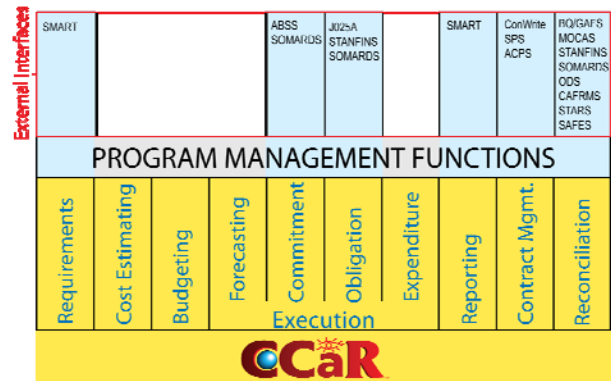 External Interfaces
SMART
ABSS
SOMARDS
J025A
STANFINS
SOMARDS
SMART
ConWrite
SPS
ACPS
BQ/GAFS
MOCAS
STANFINS
SOMARDS
ODS
CAFRMS
STARS
SAFES
PROGRAM MANAGEMENT FUNCTIONS
Requirements
Cost Estimating
Budgeting
Forecasting
Commitment
Obligation
Expenditure
Reporting
Contract Mgmt.
Reconciliation
Execution
CCaR